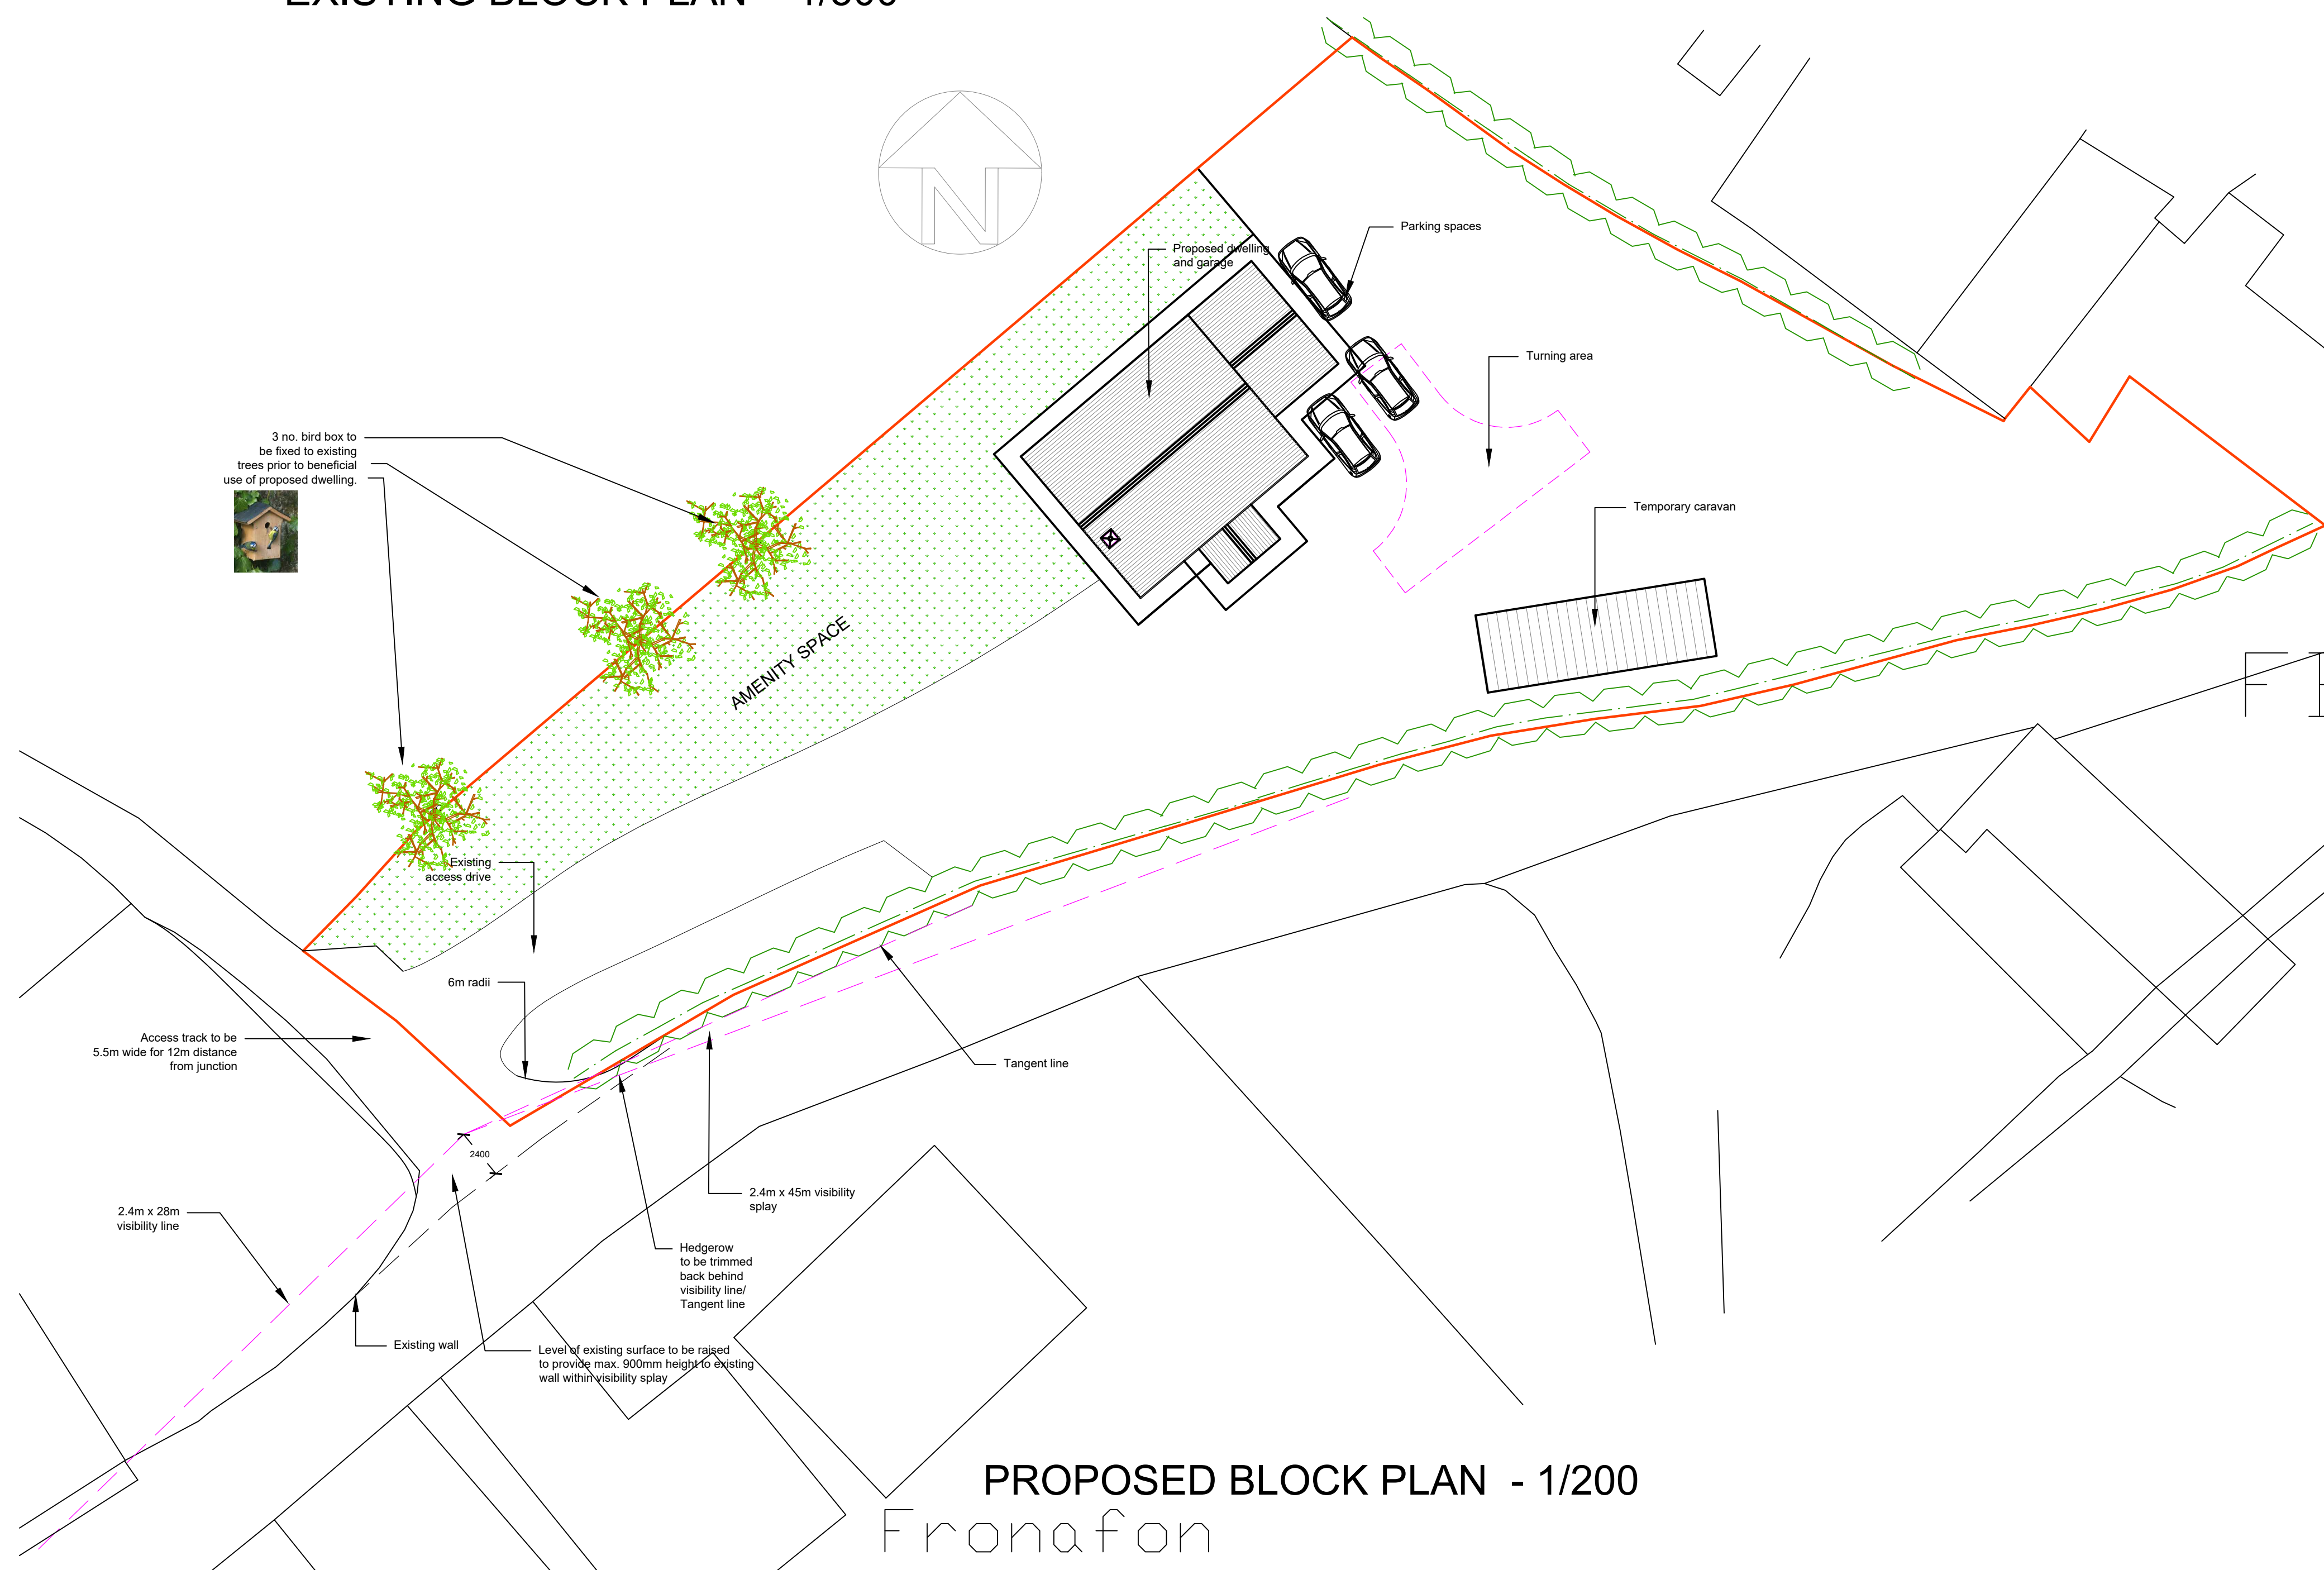 EXISTING BLOCK PLAN - 1/500
N
Proposed dwelling
and garage
Parking spaces
Turning area
3 no. bird box to
be fixed to existing
trees prior to beneficial
use of proposed dwelling.
Temporary caravan
AMENITY SPACE
Existing
access drive
6m radii
Access track to be
5.5m wide for 12m distance
from junction
Tangent line
2400
2.4m x 45m visibility
splay
2.4m x 28m
visibility line
Hedgerow
to be trimmed
back behind
visibility line/
Tangent line
Existing wall
Level of existing surface to be raised
to provide max. 900mm height to existing
wall within visibility splay
PROPOSED BLOCK PLAN - 1/200
Fronafon